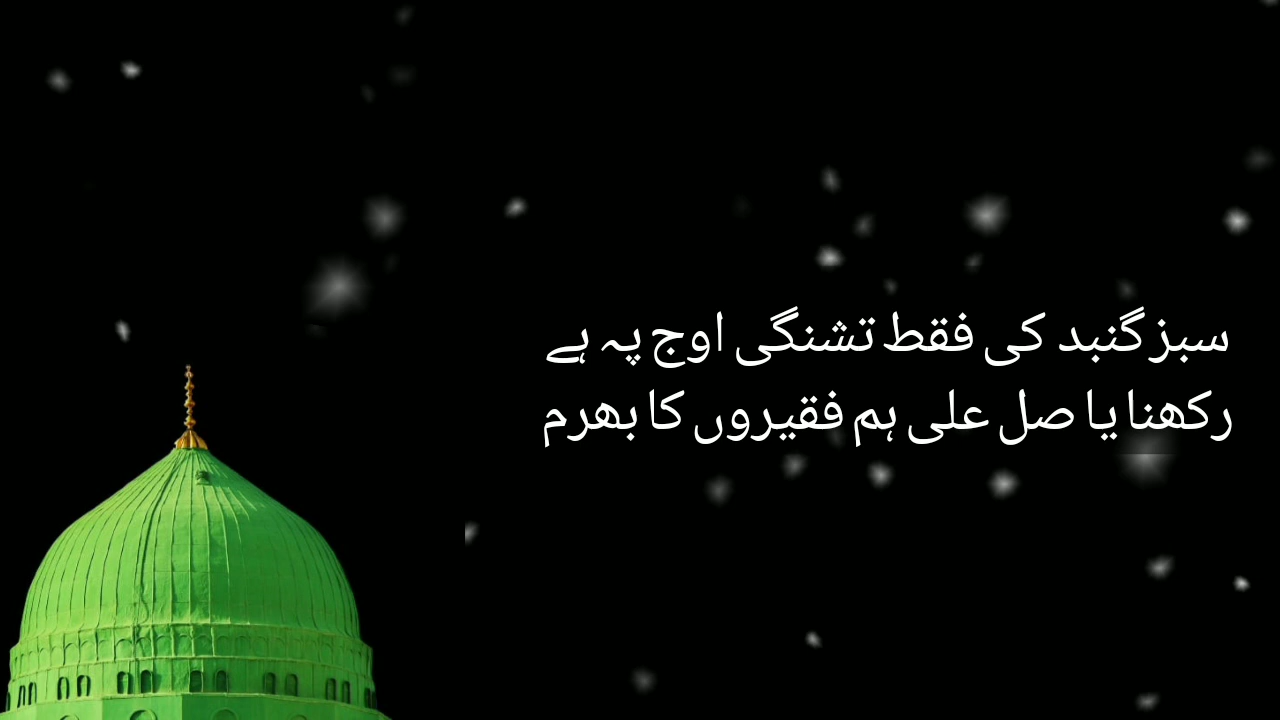 سبز گنبد کی فقط تشنگی اوج پہ ہے
رکھنا یا صل علی ہم فقیروں کا بھرم